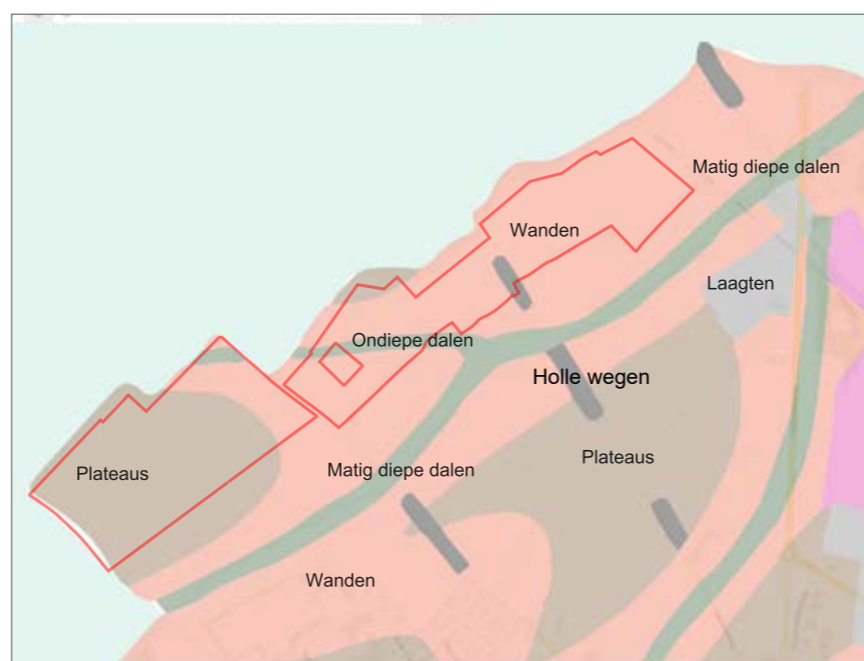 Matig diepe dalen
Wanden
Laagten
Ondiepe dalen
Holle wegen
Plateaus
Matig diepe dalen
Plateaus
Wanden